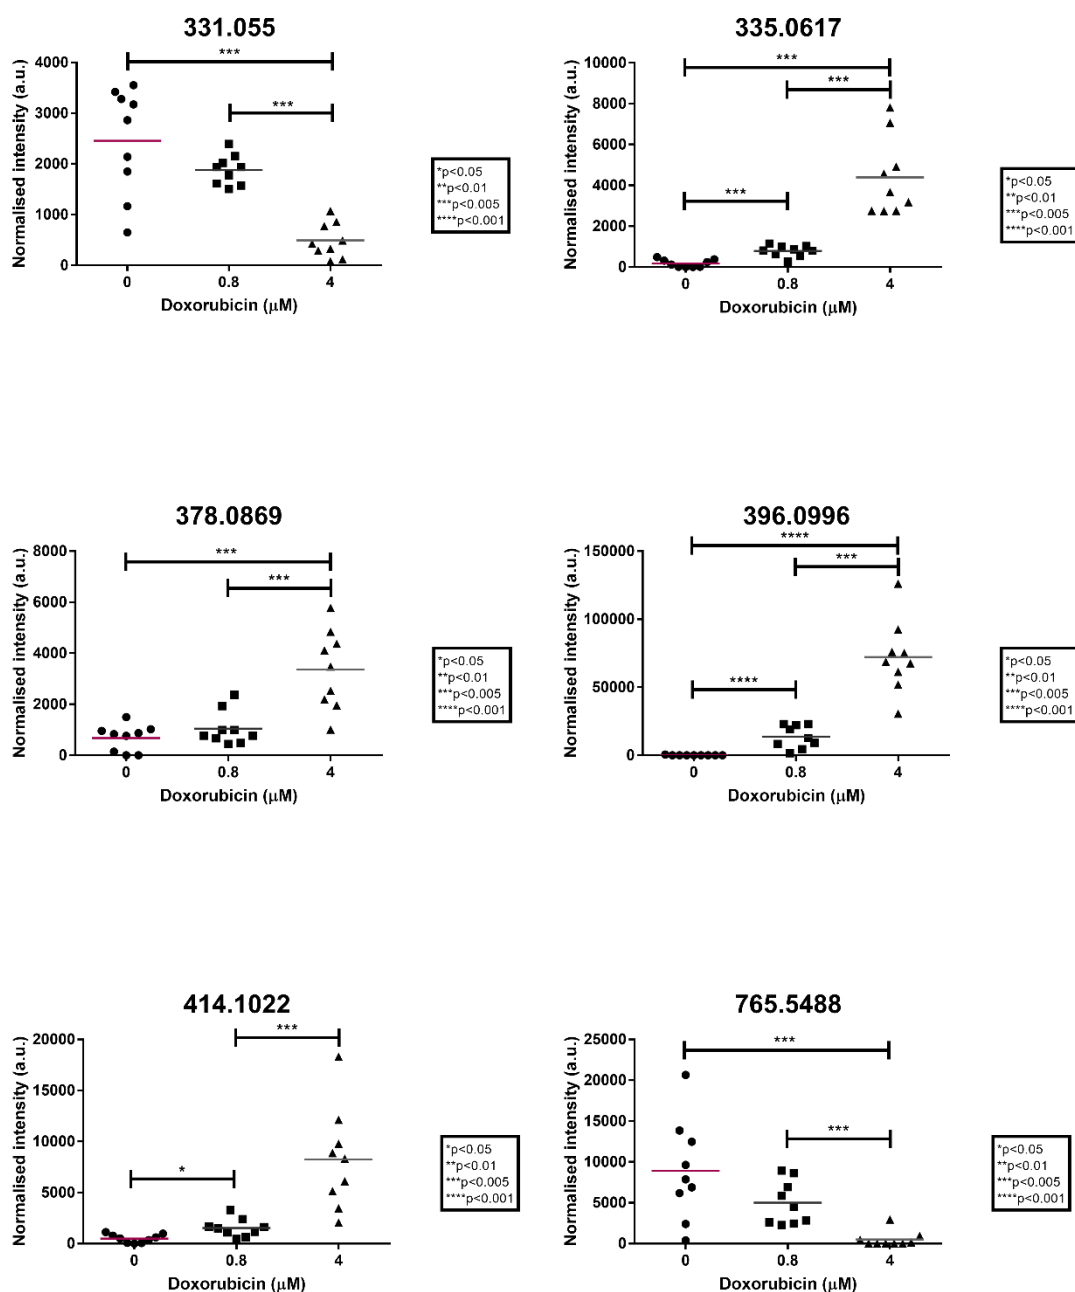 331.055
***
***
4000
3000
2000
1000
0
Normalised intensity (a.u.)
0 0.8 4
Doxorubicin (μM)
*p<0.05
**p<0.01
***p<0.005
****p<0.001
335.0617
***
***
***
10000
8000
6000
4000
2000
0
Normalised intensity (a.u.)
0 0.8 4
Doxorubicin (μM)
*p<0.05
**p<0.01
***p<0.005
****p<0.001
378.0869
***
***
8000
6000
4000
2000
0
Normalised intensity (a.u.)
0 0.8 4
Doxorubicin (μM)
*p<0.05
**p<0.01
***p<0.005
****p<0.001
396.0996
****
***
****
150000
100000
50000
0
Normalised intensity (a.u.)
0 0.8 4
Doxorubicin (μM)
*p<0.05
**p<0.01
***p<0.005
****p<0.001
414.1022
***
*
20000
15000
10000
5000
0
Normalised intensity (a.u.)
0 0.8 4
Doxorubicin (μM)
*p<0.05
**p<0.01
***p<0.005
****p<0.001
765.5488
***
***
25000
20000
15000
10000
5000
0
Normalised intensity (a.u.)
0 0.8 4
Doxorubicin (μM)
*p<0.05
**p<0.01
***p<0.005
****p<0.001